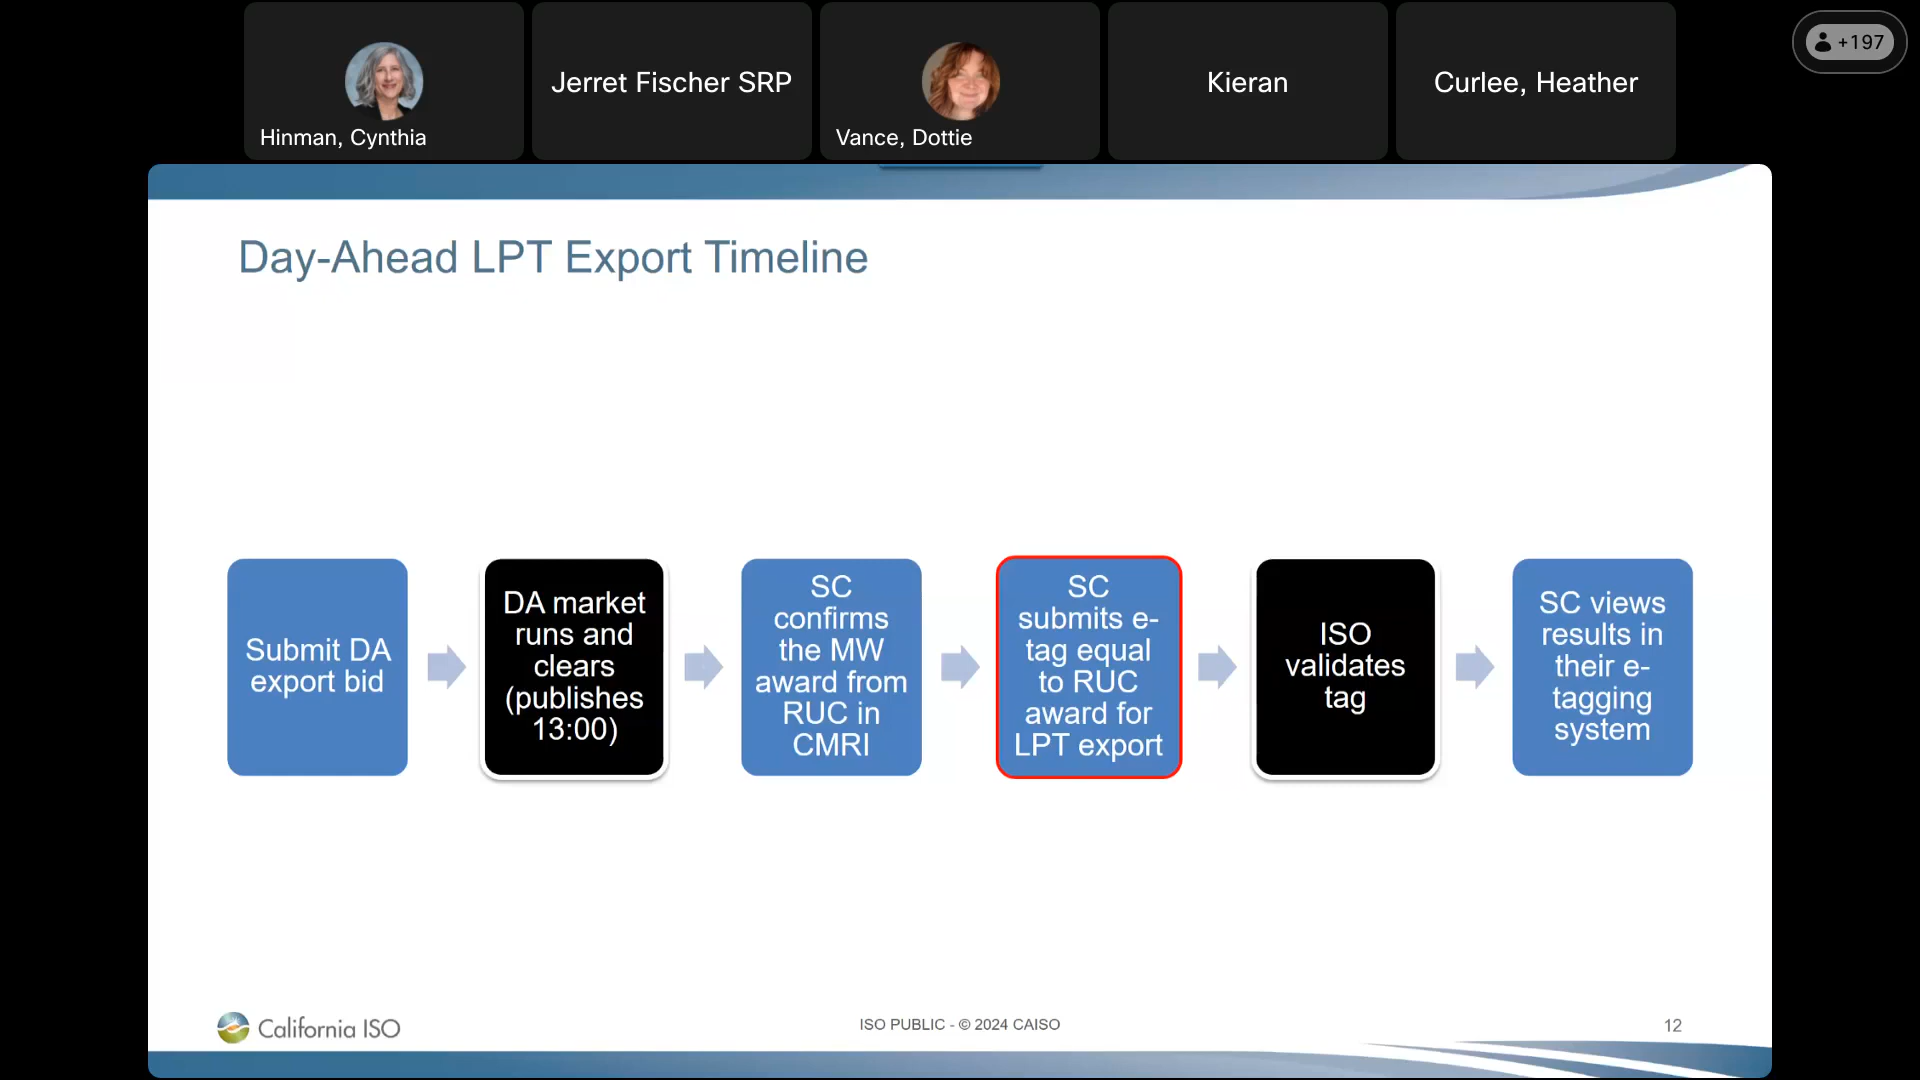 Hinman, Cynthia
Jerret Fischer SRP
Vance, Dottie
Kieran
Curlee, Heather
+197
Day-Ahead LPT Export Timeline
Submit DA
export bid
DA market
runs and
clears
(publishes
13:00)
SC
confirms
the MW
award from
RUC in
CMRI
SC
submits e-
tag equal
to RUC
award for
LPT export
ISO
validates
tag
SC views
results in
their e-
tagging
system
California ISO
ISO PUBLIC - © 2024 CAISO
12